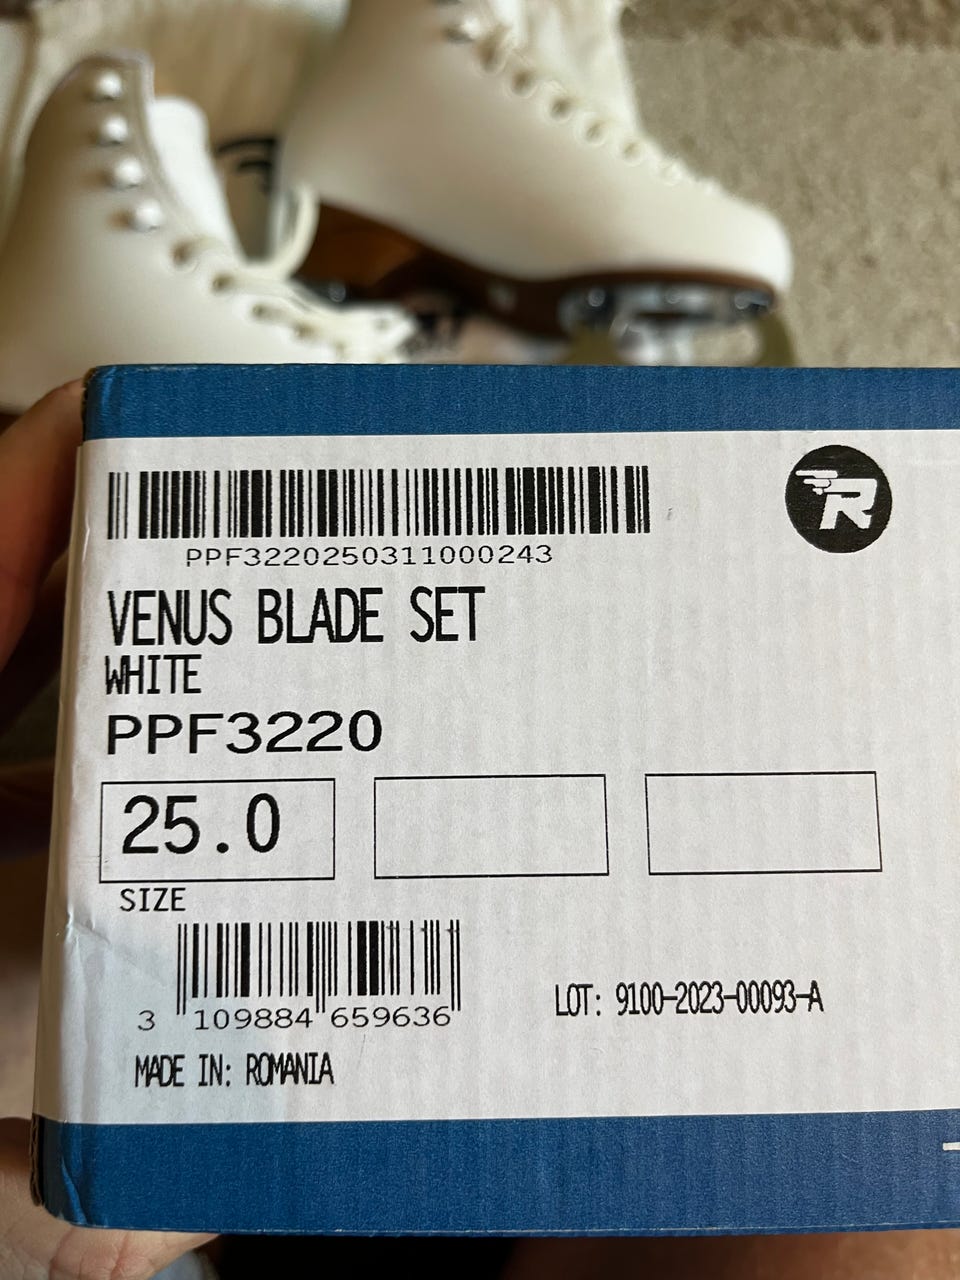 PPF3220250311000243
R
VENUS BLADE SET
WHITE
PPF3220
25.0
SIZE
3 109884 659636
LOT: 9100-2023-00093-A
MADE IN: ROMANIA